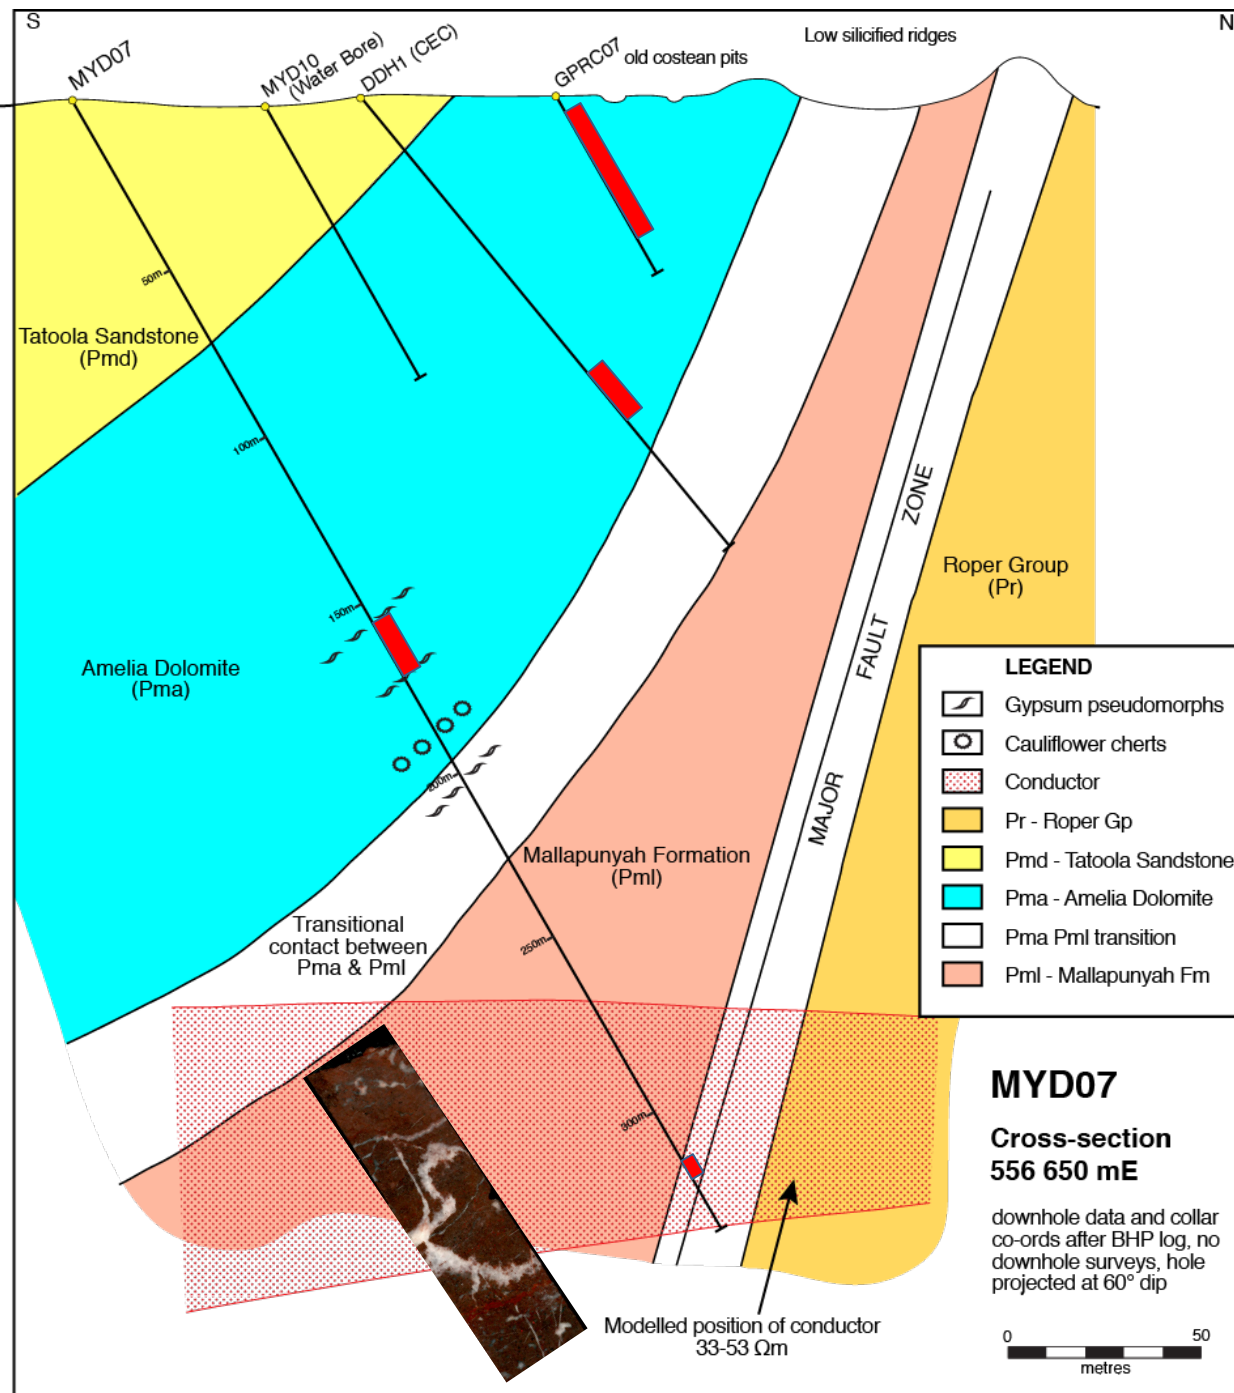 S
N
MYD07
MYD10
(Water Bore)
DDH1 (CEC)
GPRC07
old costean pits
Low silicified ridges
50m
Tatoola Sandstone
(Pmd)
100m
150m
Amelia Dolomite
(Pma)
200m
Transitional
contact between
Pma & Pml
250m
Mallapunyah Formation
(Pml)
300m
MAJOR FAULT ZONE
Roper Group
(Pr)
LEGEND
Gypsum pseudomorphs
Cauliflower cherts
Conductor
Pr - Roper Gp
Pmd - Tatoola Sandstone
Pma - Amelia Dolomite
Pma Pml transition
Pml - Mallapunyah Fm
MYD07
Cross-section
556 650 mE
downhole data and collar
co-ords after BHP log, no
downhole surveys, hole
projected at 60° dip
Modelled position of conductor
33-53 Ωm
0 50
metres